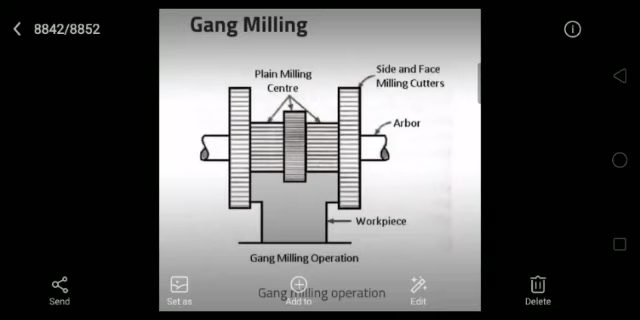 8842/8852
Gang Milling
Plain Milling
Centre
Side and Face
Milling Cutters
Arbor
Workpiece
Gang Milling Operation
Gang milling operation
Send
Set as
Add to
Edit
Delete